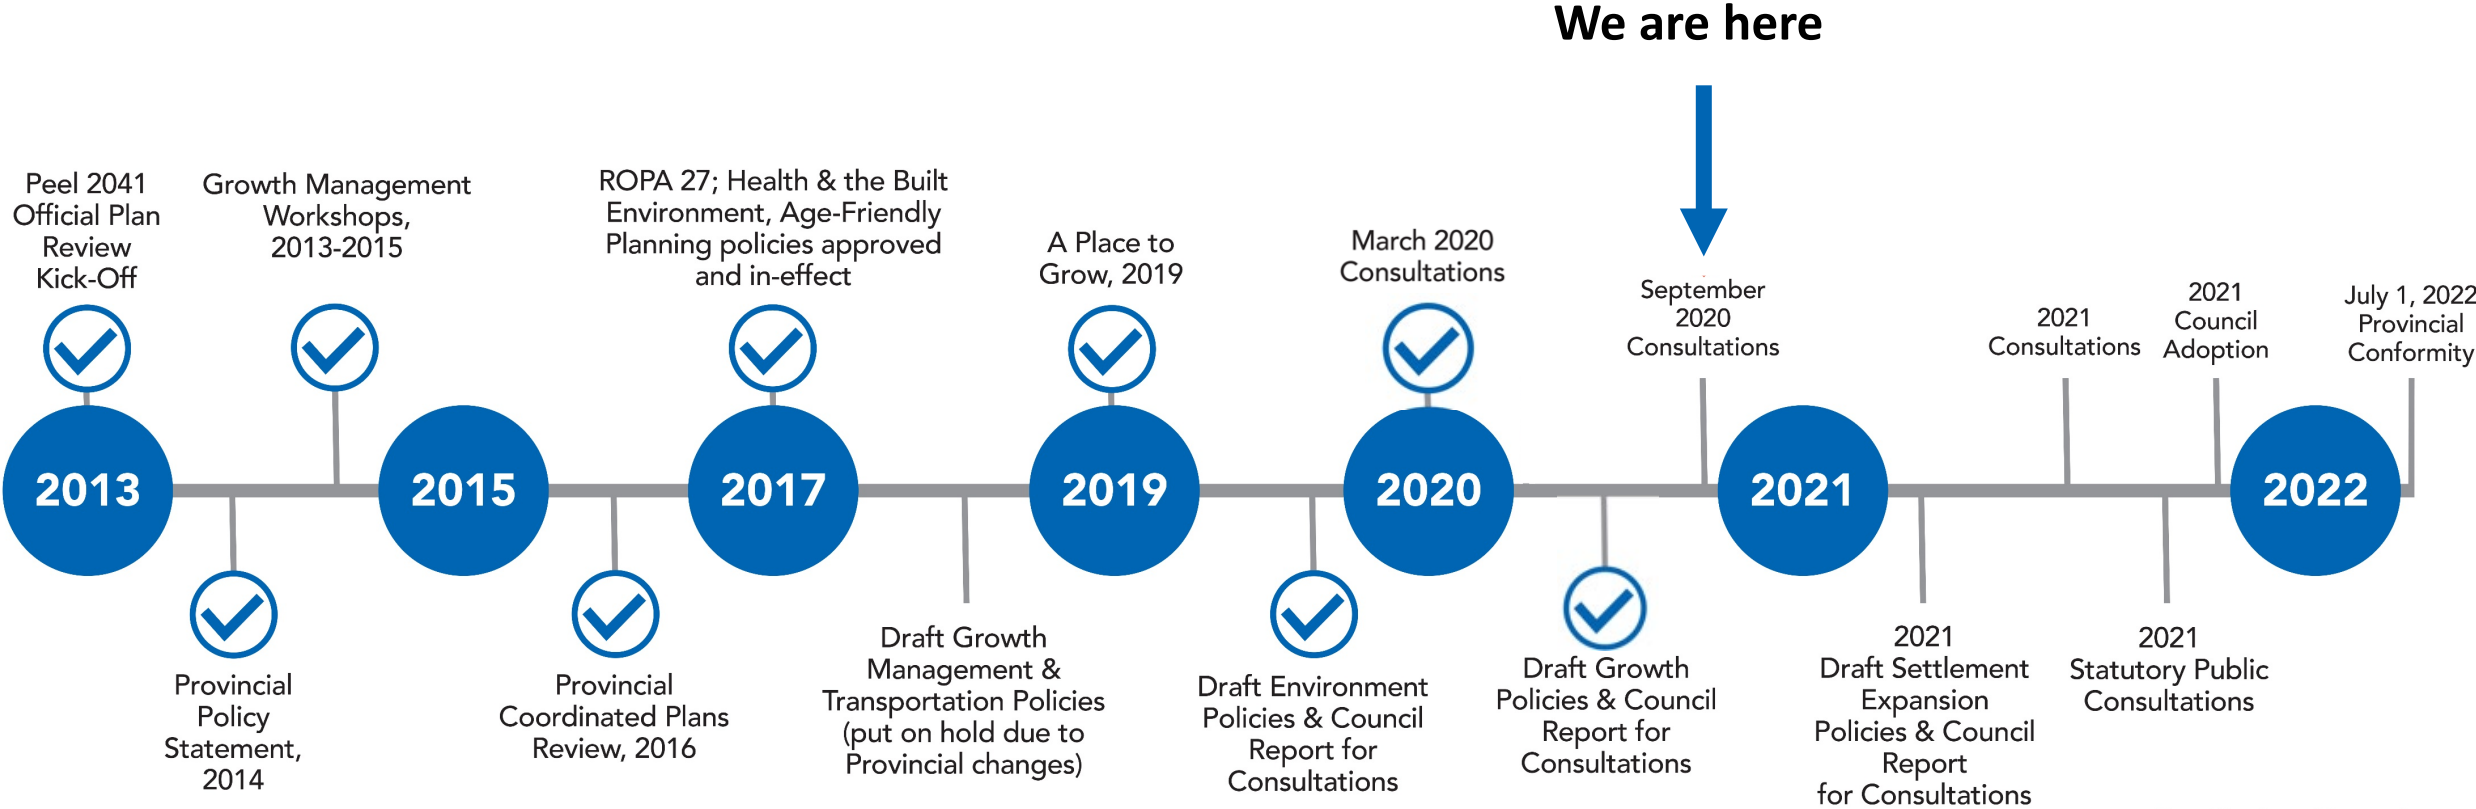 We are here
Peel 2041
Official Plan
Review
Kick-Off
Growth Management
Workshops,
2013-2015
ROPA 27; Health & the Built
Environment, Age-Friendly
Planning policies approved
and in-effect
A Place to
Grow, 2019
March 2020
Consultations
September
2020
Consultations
2021
Consultations
2021
Council
Adoption
July 1, 2022
Provincial
Conformity
2013
2015
2017
2019
2020
2021
2022
Provincial
Policy
Statement,
2014
Provincial
Coordinated Plans
Review, 2016
Draft Growth
Management &
Transportation Policies
(put on hold due to
Provincial changes)
Draft Environment
Policies & Council
Report for
Consultations
Draft Growth
Policies & Council
Report for
Consultations
2021
Draft Settlement
Expansion
Policies & Council
Report
for Consultations
2021
Statutory Public
Consultations